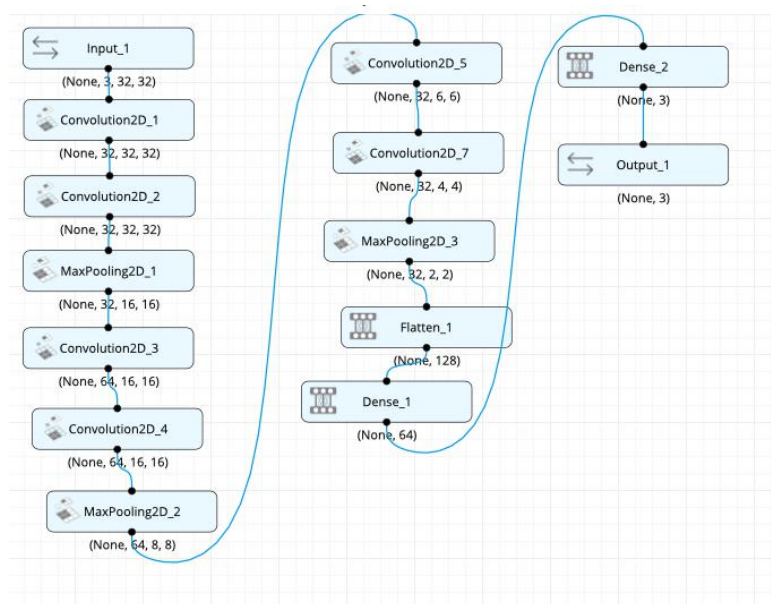 Input_1
(None, 3, 32, 32)
Convolution2D_1
(None, 32, 32, 32)
Convolution2D_2
(None, 32, 32, 32)
MaxPooling2D_1
(None, 32, 16, 16)
Convolution2D_3
(None, 64, 16, 16)
Convolution2D_4
(None, 64, 16, 16)
MaxPooling2D_2
(None, 64, 8, 8)
Convolution2D_5
(None, 32, 6, 6)
Convolution2D_7
(None, 32, 4, 4)
MaxPooling2D_3
(None, 32, 2, 2)
Flatten_1
(None, 128)
Dense_1
(None, 64)
Dense_2
(None, 3)
Output_1
(None, 3)